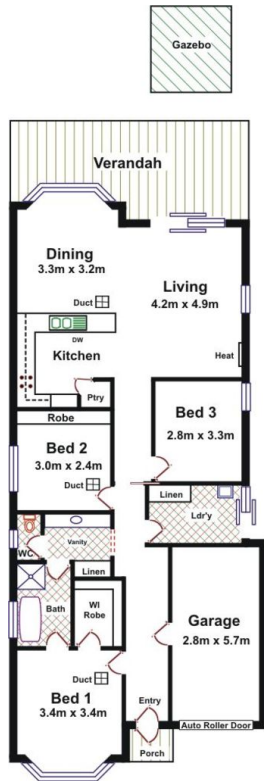 Gazebo
Verandah
Dining
3.3m x 3.2m
Living
4.2m x 4.9m
Duct
DW
Kitchen
Heat
Ptry
Robe
Bed 3
2.8m x 3.3m
Bed 2
3.0m x 2.4m
Duct
Linen
Ldr'y
WC
Vanity
Linen
Bath
WI
Robe
Garage
2.8m x 5.7m
Duct
Bed 1
3.4m x 3.4m
Entry
Auto Roller Door
Porch